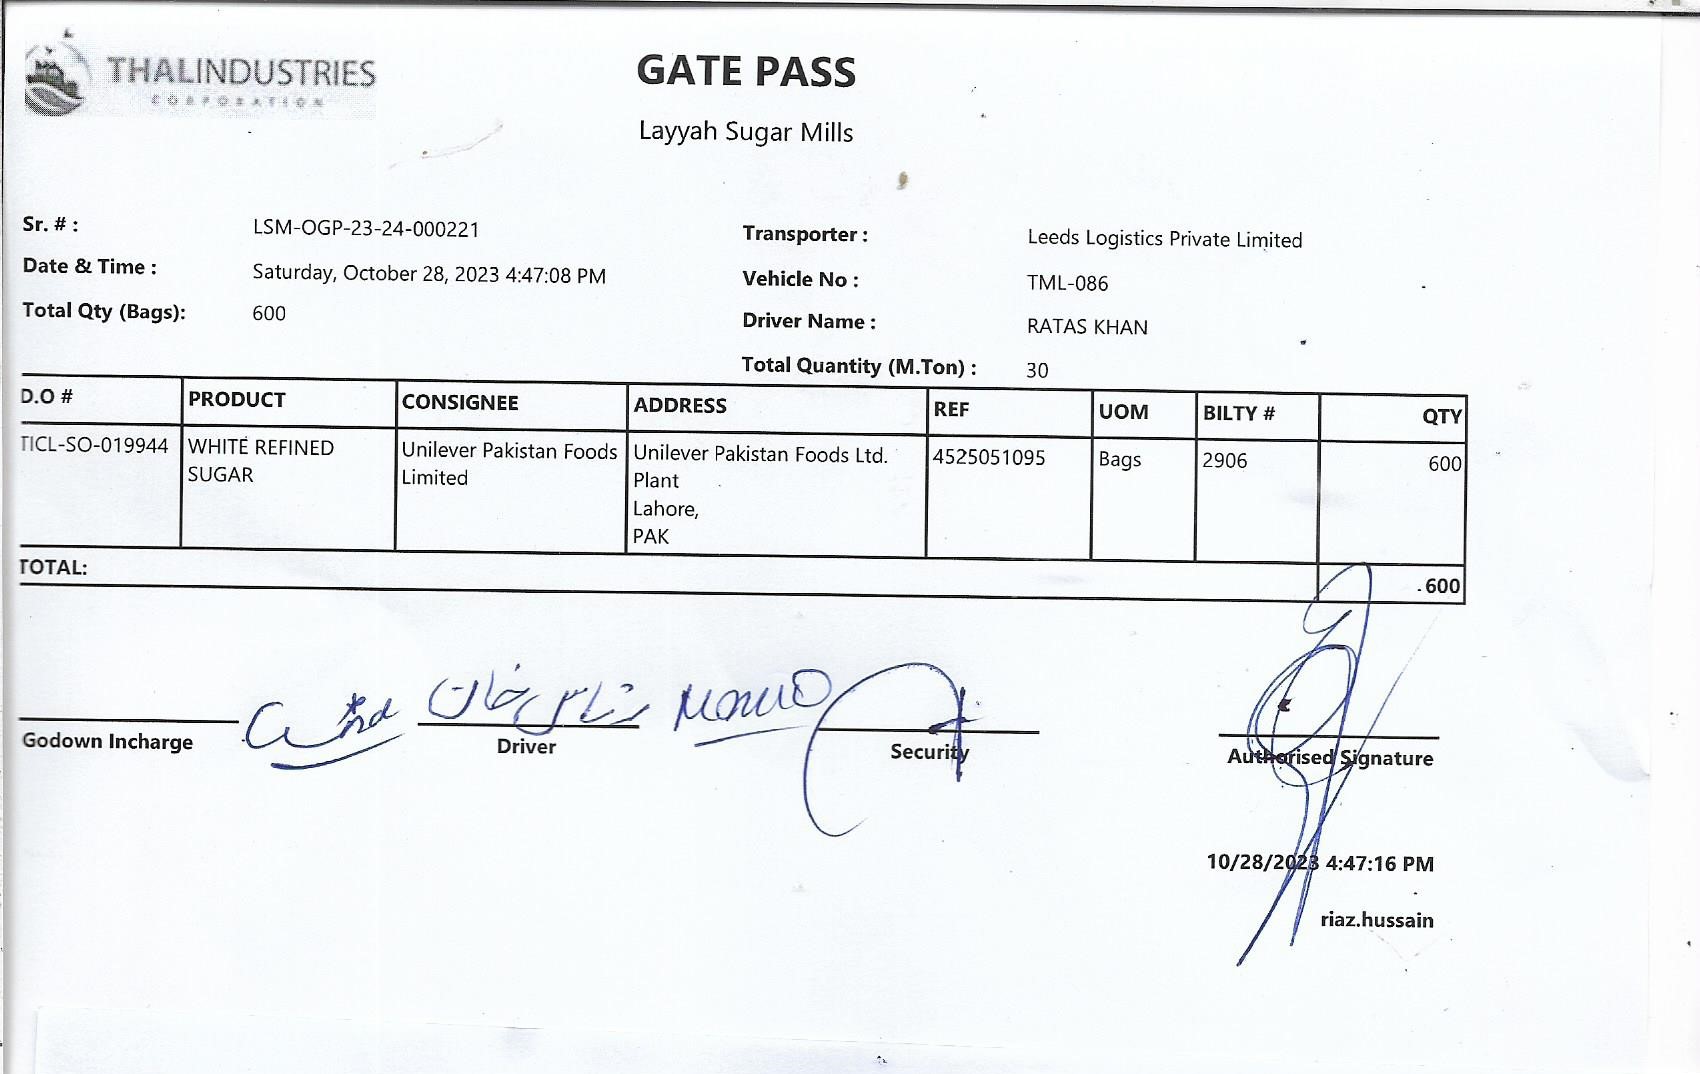 THALINDUSTRIES
CORPORATION
GATE PASS
Layyah Sugar Mills
Sr. # : LSM-OGP-23-24-000221
Date & Time : Saturday, October 28, 2023 4:47:08 PM
Total Qty (Bags): 600
Transporter : Leeds Logistics Private Limited
Vehicle No : TML-086
Driver Name : RATAS KHAN
Total Quantity (M.Ton) : 30
D.O # PRODUCT CONSIGNEE ADDRESS REF UOM BILTY # QTY
TICL-SO-019944 WHITE REFINED Unilever Pakistan Foods Unilever Pakistan Foods Ltd. 4525051095 Bags 2906 600
SUGAR Limited Plant
Lahore,
PAK
TOTAL: 600
Godown Incharge Driver Security Authorised Signature
10/28/2023 4:47:16 PM
riaz.hussain